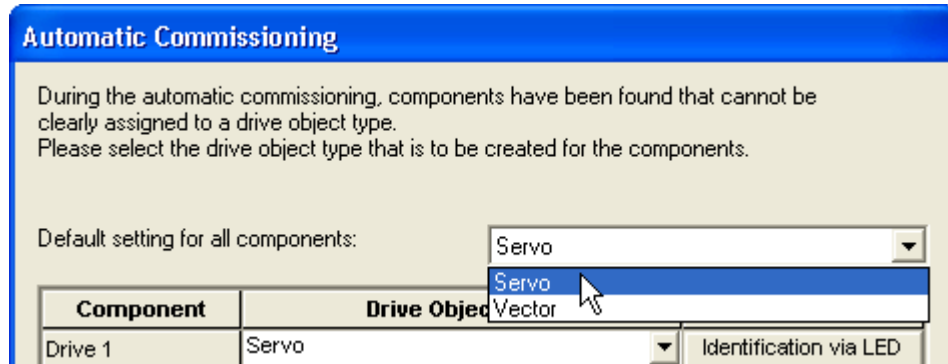 Automatic Commissioning
During the automatic commissioning, components have been found that cannot be
clearly assigned to a drive object type.
Please select the drive object type that is to be created for the components.
Default setting for all components:
Servo
Servo
Vector
Component
Drive Objec
Drive 1
Servo
Identification via LED